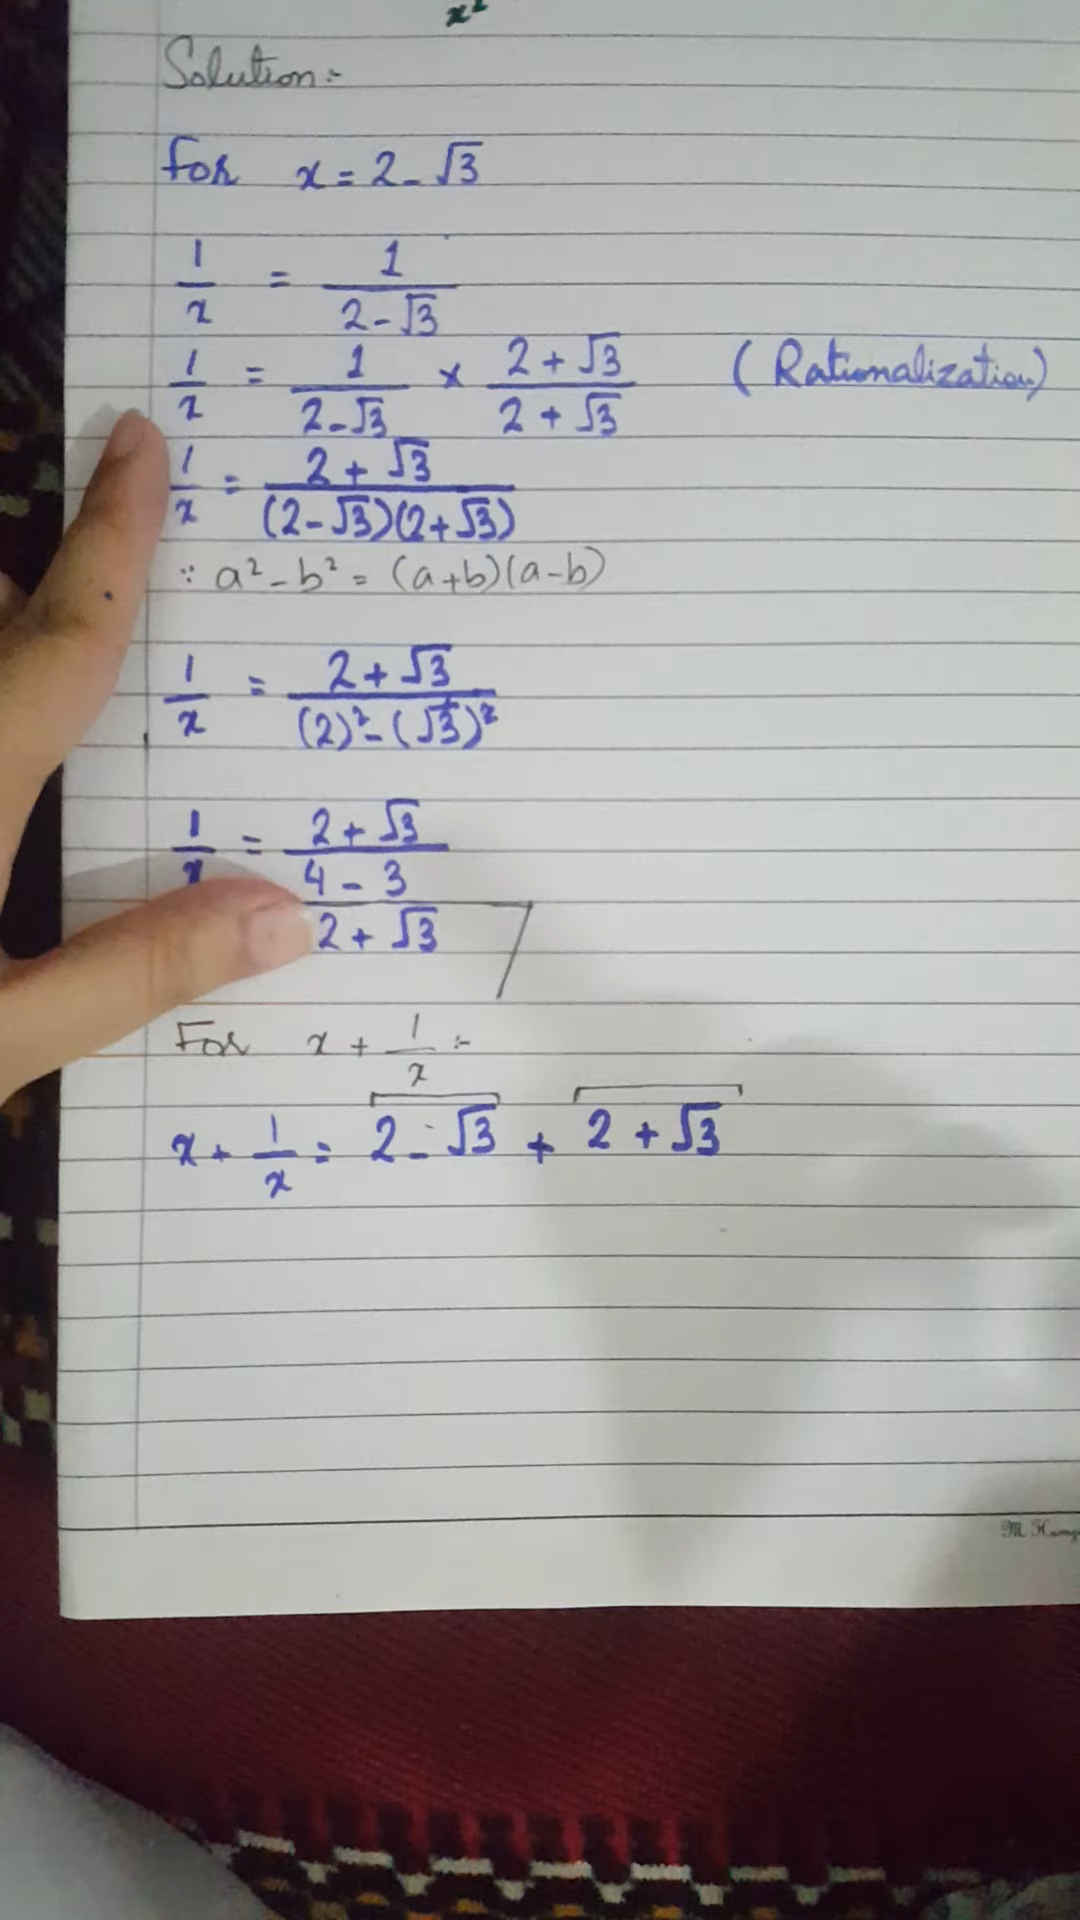 x²
Solution:-
For x = 2 - √3
1/x = 1/(2 - √3)
1/x = 1/(2 - √3) × (2 + √3)/(2 + √3) (Rationalization)
1/x = (2 + √3)/((2 - √3)(2 + √3))
∵ a² - b² = (a+b)(a-b)
1/x = (2 + √3)/((2)² - (√3)²)
1/x = (2 + √3)/(4 - 3)
2 + √3
For x + 1/x :-
x + 1/x = 2 - √3 + 2 + √3